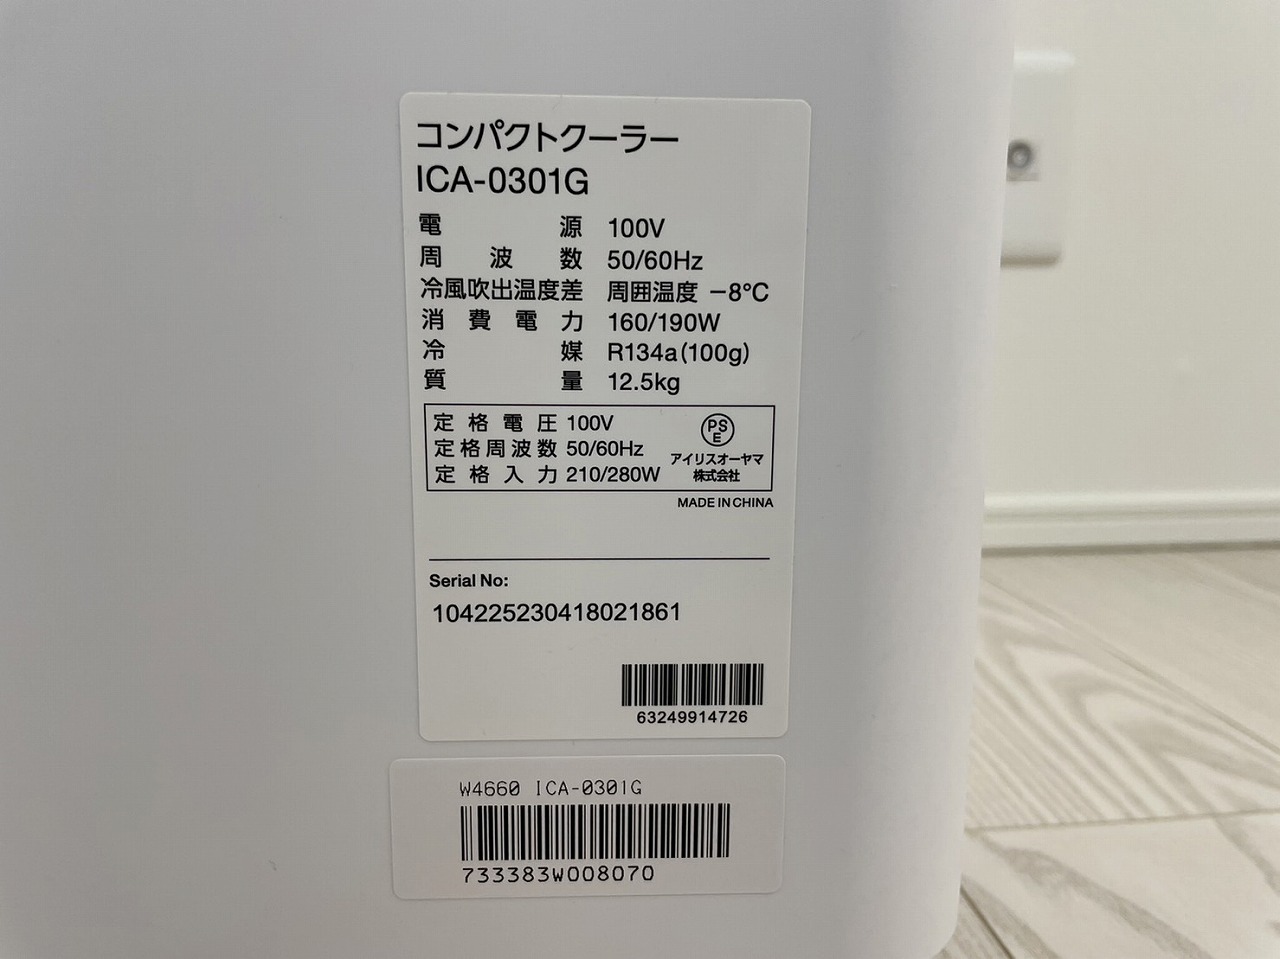 コンパクトクーラー
ICA-0301G
電源 100V
周波数 50/60Hz
冷風吹出温度差 周囲温度 －8℃
消費電力 160/190W
冷媒 R134a(100g)
質量 12.5kg
定格電圧 100V
定格周波数 50/60Hz
定格入力 210/280W
PS
E
アイリスオーヤマ
株式会社
MADE IN CHINA
Serial No:
104225230418021861
63249914726
W4660 ICA-0301G
733383W008070